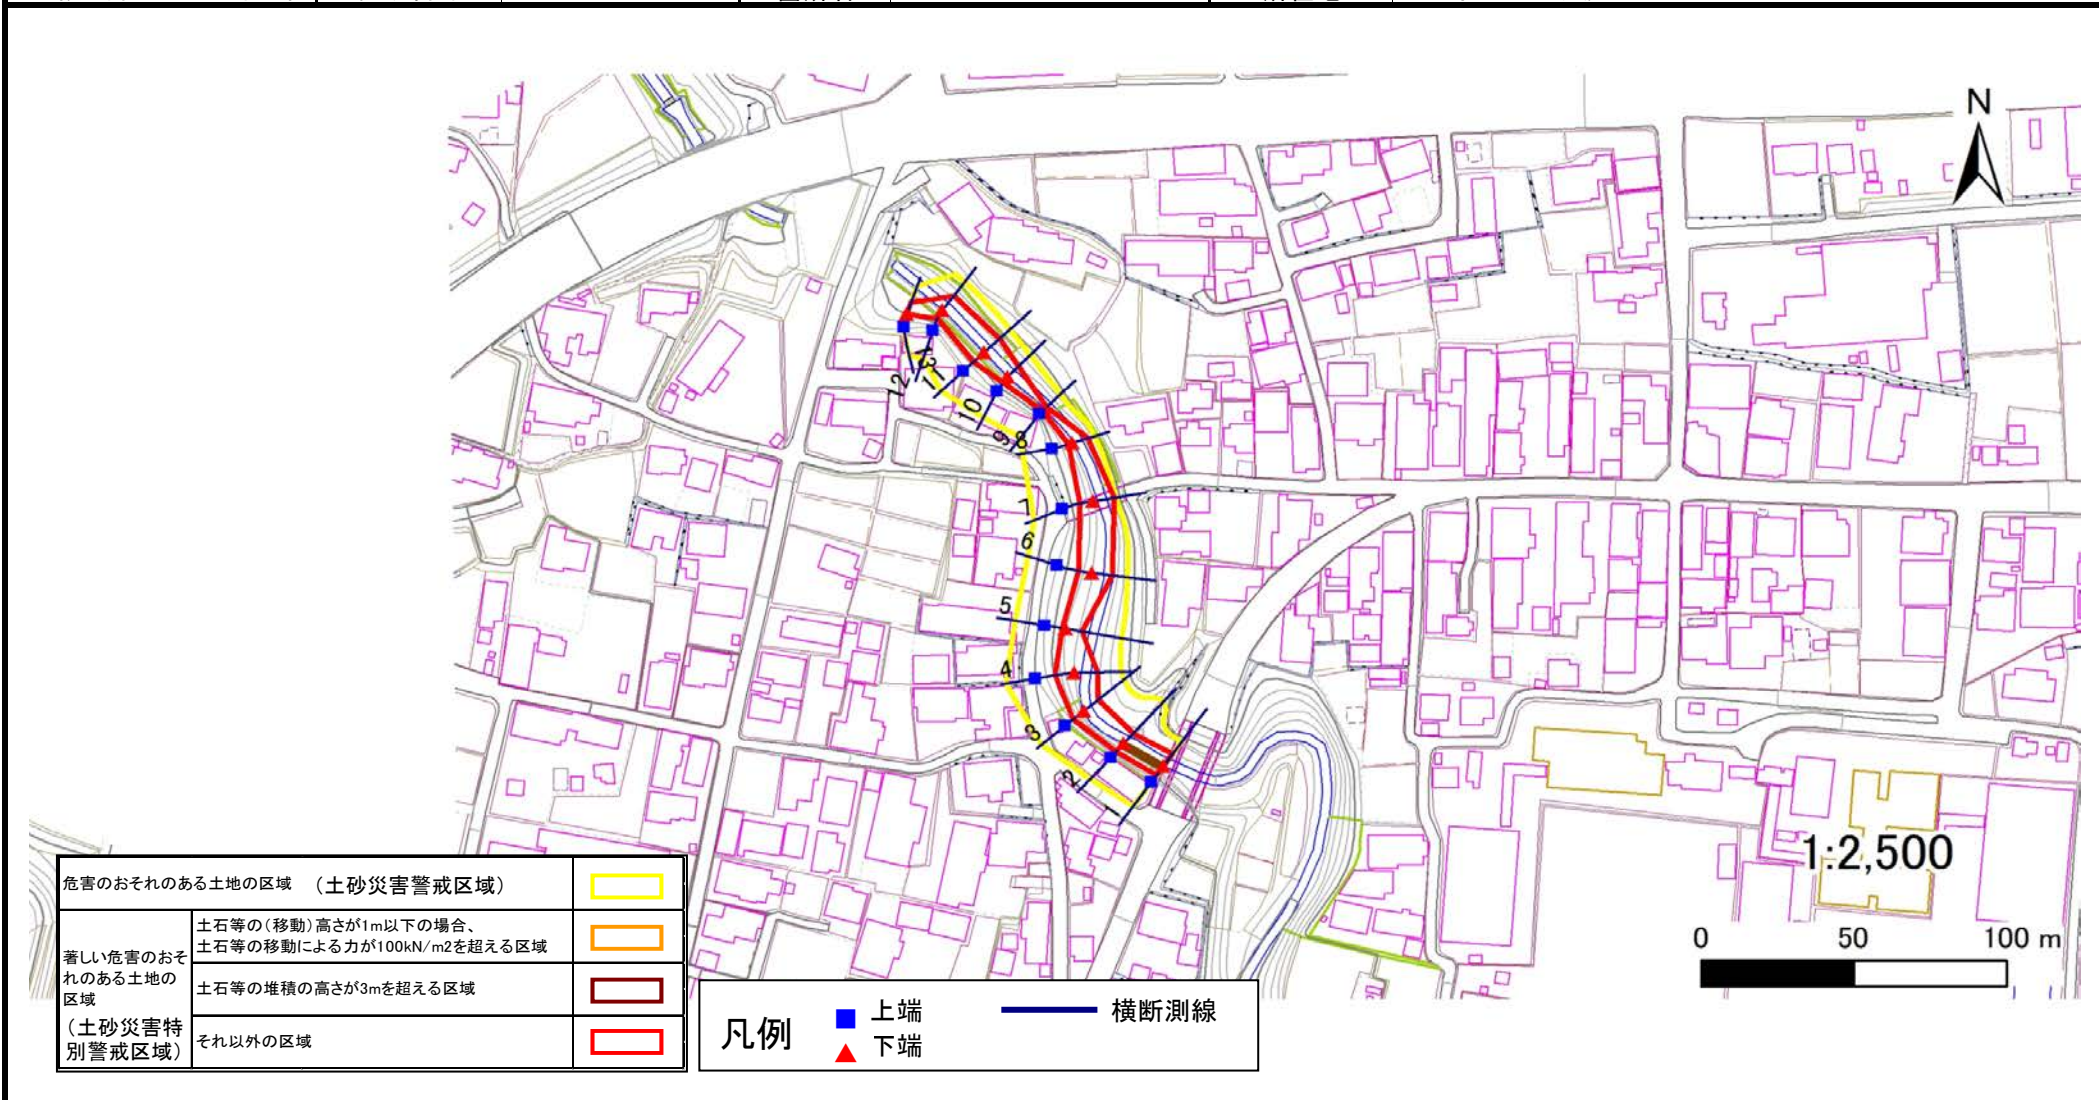 N
12
13
11
10
9
8
7
6
5
4
3
2
1
1:2,500
0 50 100 m
危害のおそれのある土地の区域 （土砂災害警戒区域）
著しい危害のおそ
れのある土地の
区域
（土砂災害特
別警戒区域）
土石等の（移動）高さが1m以下の場合、
土石等の移動による力が100kN/m2を超える区域
土石等の堆積の高さが3mを超える区域
それ以外の区域
凡例
上端
下端
横断測線